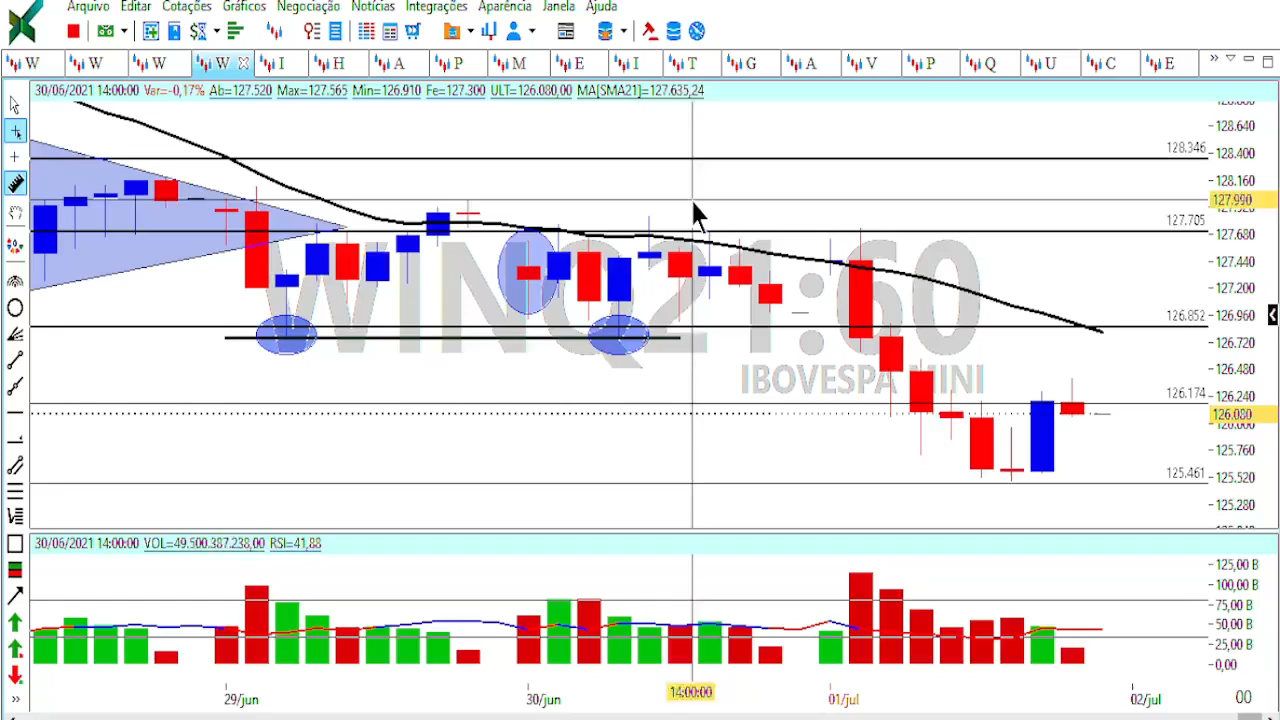 Arquivo Editar Cotações Gráficos Negociação Notícias Integrações Aparência Janela Ajuda
W W W W I H A P M E I T G A V P Q U C E
30/06/2021 14:00:00 Var=-0,17% Ab=127.520 Max=127.565 Min=126.910 Fe=127.300 ULT=126.080,00 MA[SMA21]=127.635,24
128.640
128.346
128.400
128.160
127.990
127.705
127.680
127.440
127.200
WINQ21:60
126.852
126.960
126.720
IBOVESPA MINI
126.480
126.174
126.240
126.080
126.000
125.760
125.461
125.520
125.280
30/06/2021 14:00:00 VOL=49.500.387.238,00 RSI=41,88
125,00 B
100,00 B
75,00 B
50,00 B
25,00 B
0,00
29/jun 30/jun 14:00:00 01/jul 02/jul 00